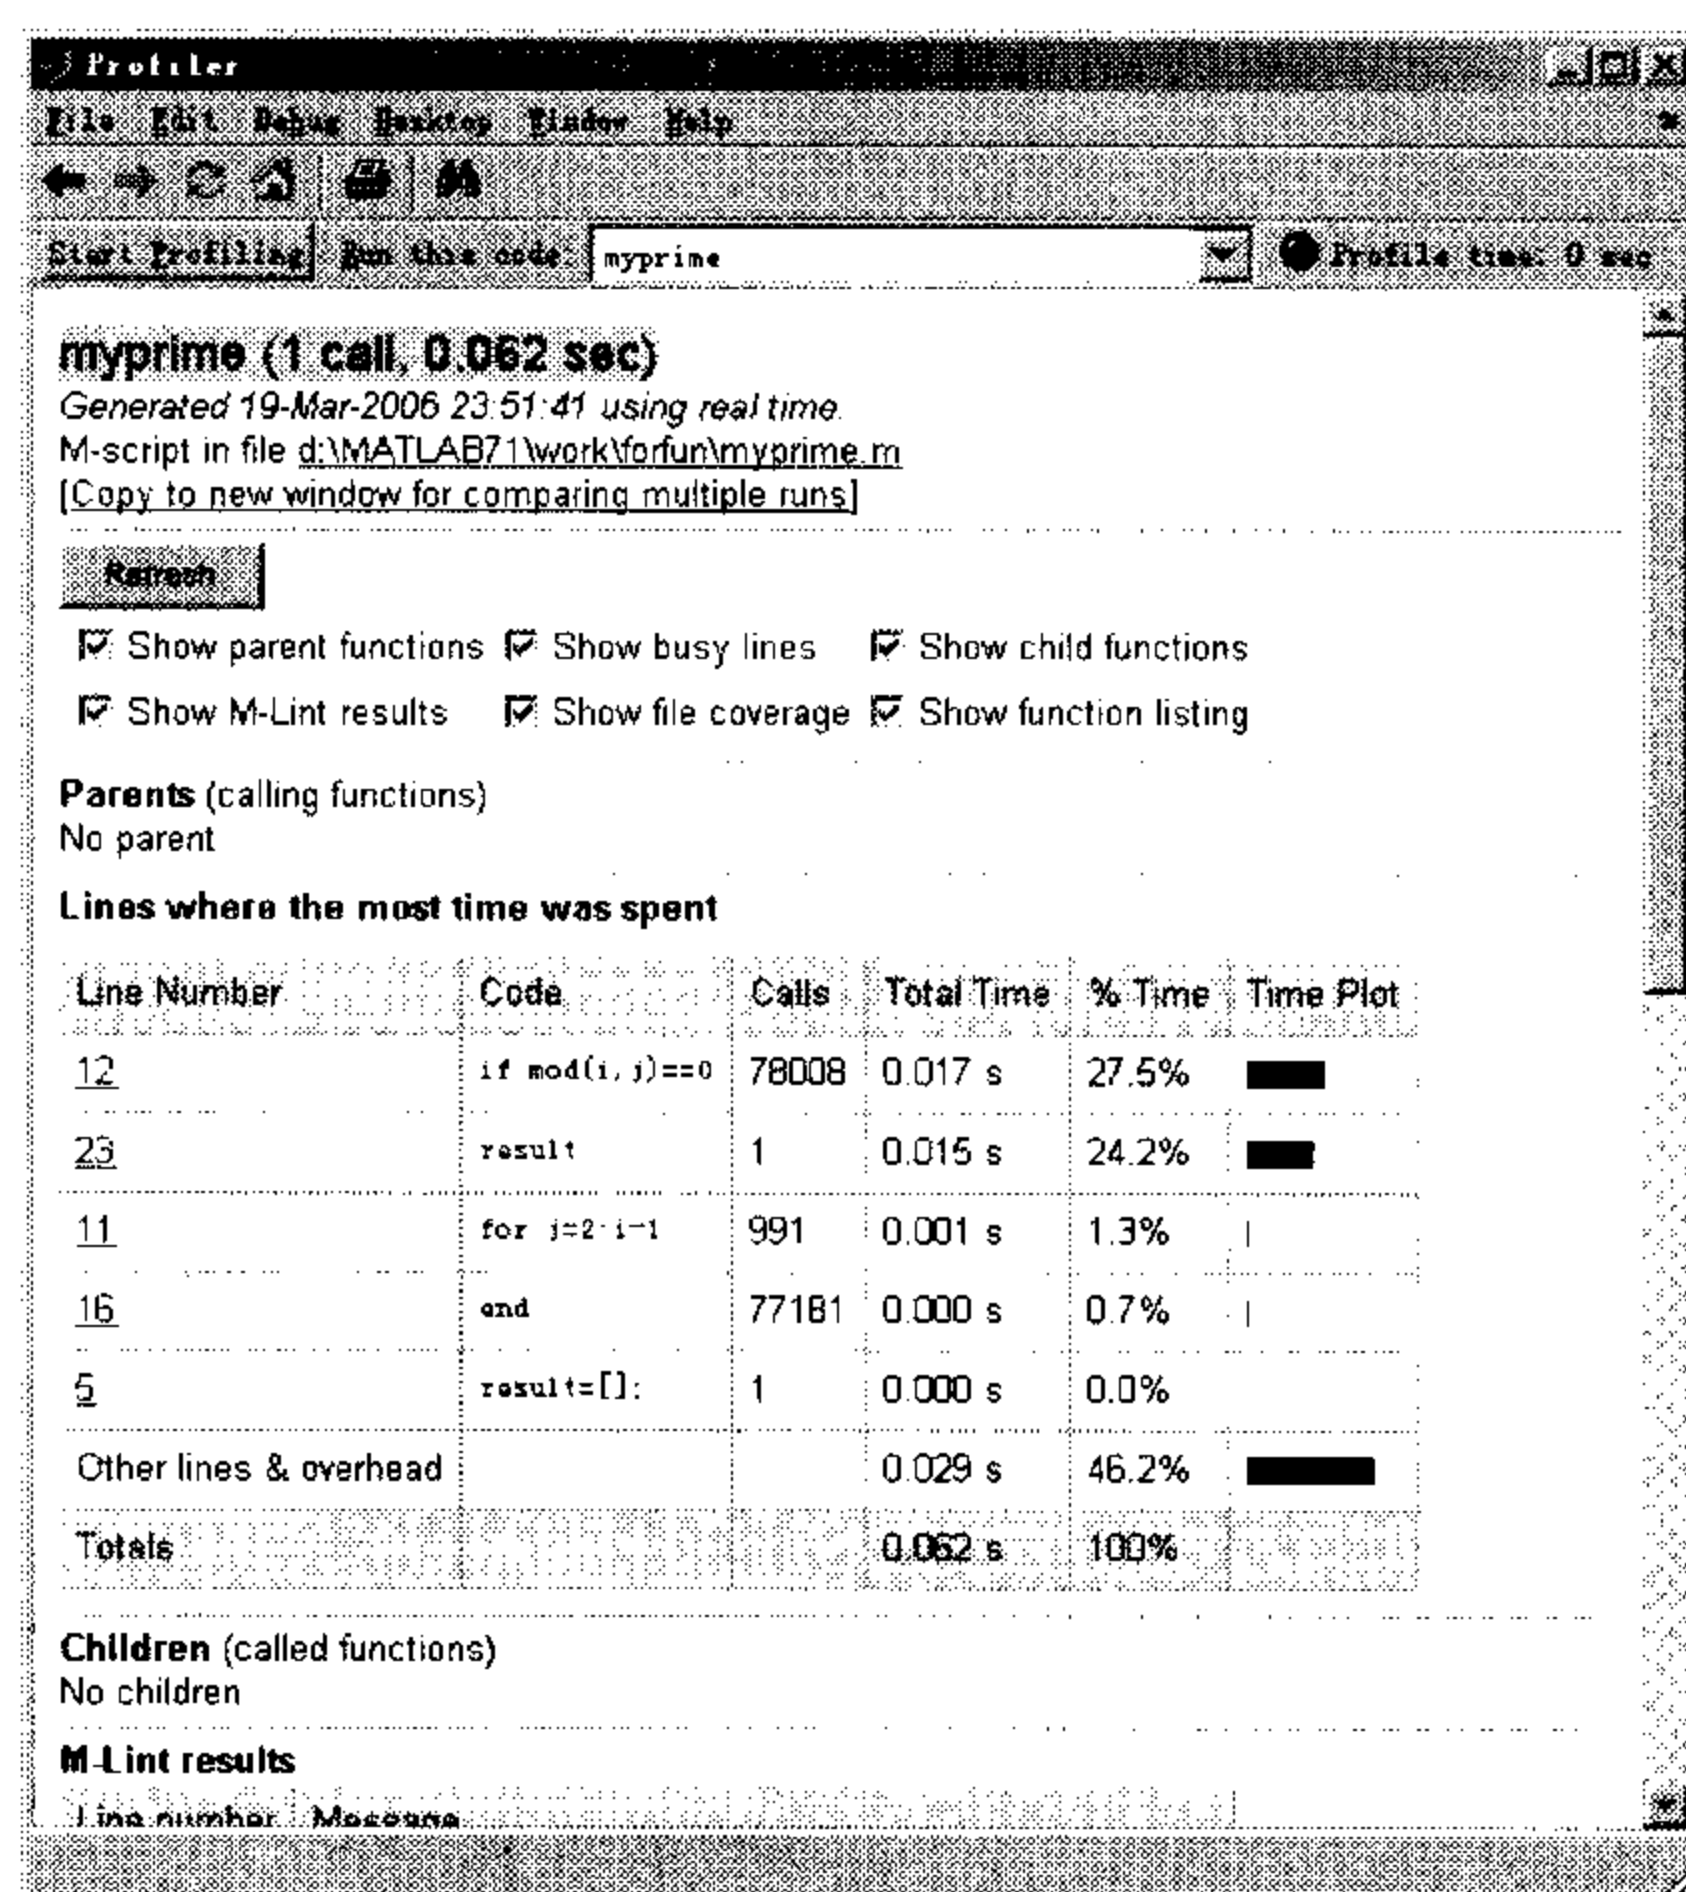 Profiler
File Edit Debug Desktop Window Help
Start Profiling Run this code: myprime Profile time: 0 sec
myprime (1 call, 0.062 sec)
Generated 19-Mar-2006 23:51:41 using real time.
M-script in file d:\MATLAB71\work\forfun\myprime.m
[Copy to new window for comparing multiple runs]
Refresh
Show parent functions Show busy lines Show child functions
Show M-Lint results Show file coverage Show function listing
Parents (calling functions)
No parent
Lines where the most time was spent
Line Number Code Calls Total Time % Time Time Plot
12 if mod(i,j)==0 78008 0.017 s 27.5%
23 result 1 0.015 s 24.2%
11 for j=2:i-1 991 0.001 s 1.3%
16 end 77181 0.000 s 0.7%
5 result=[]; 1 0.000 s 0.0%
Other lines & overhead 0.029 s 46.2%
Totals 0.062 s 100%
Children (called functions)
No children
M-Lint results
Line number Message